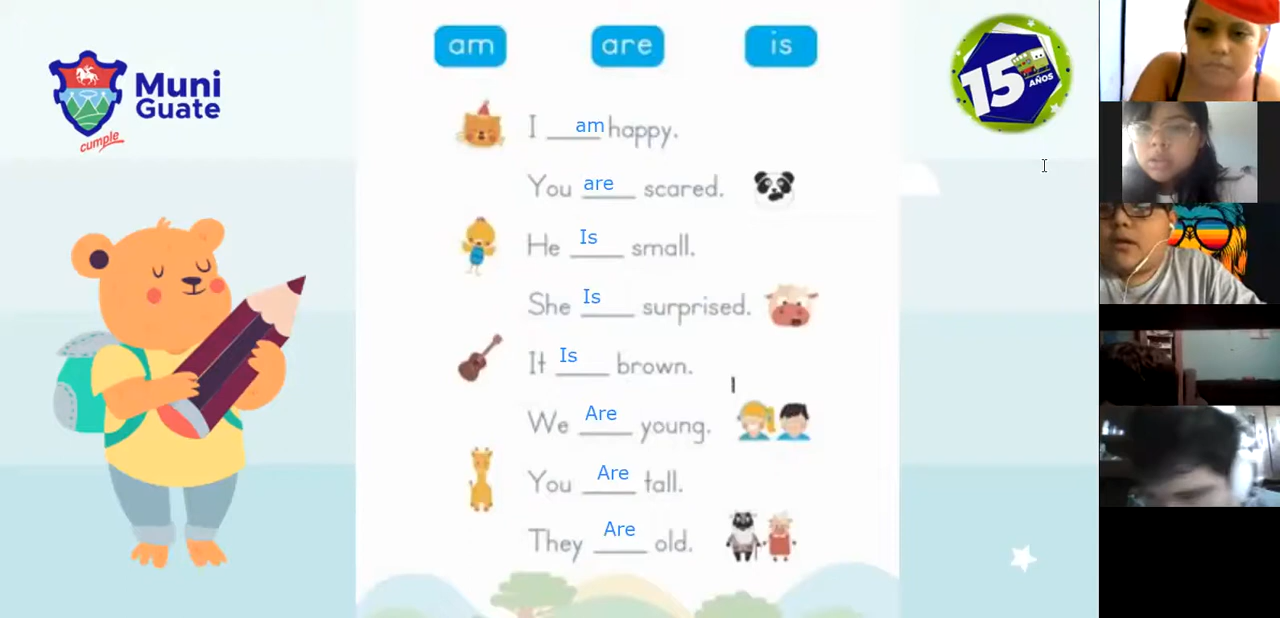 am are is
Muni
Guate
cumple
15
AÑOS
I am happy.
You are scared.
He Is small.
She Is surprised.
It Is brown.
We Are young.
You Are tall.
They Are old.